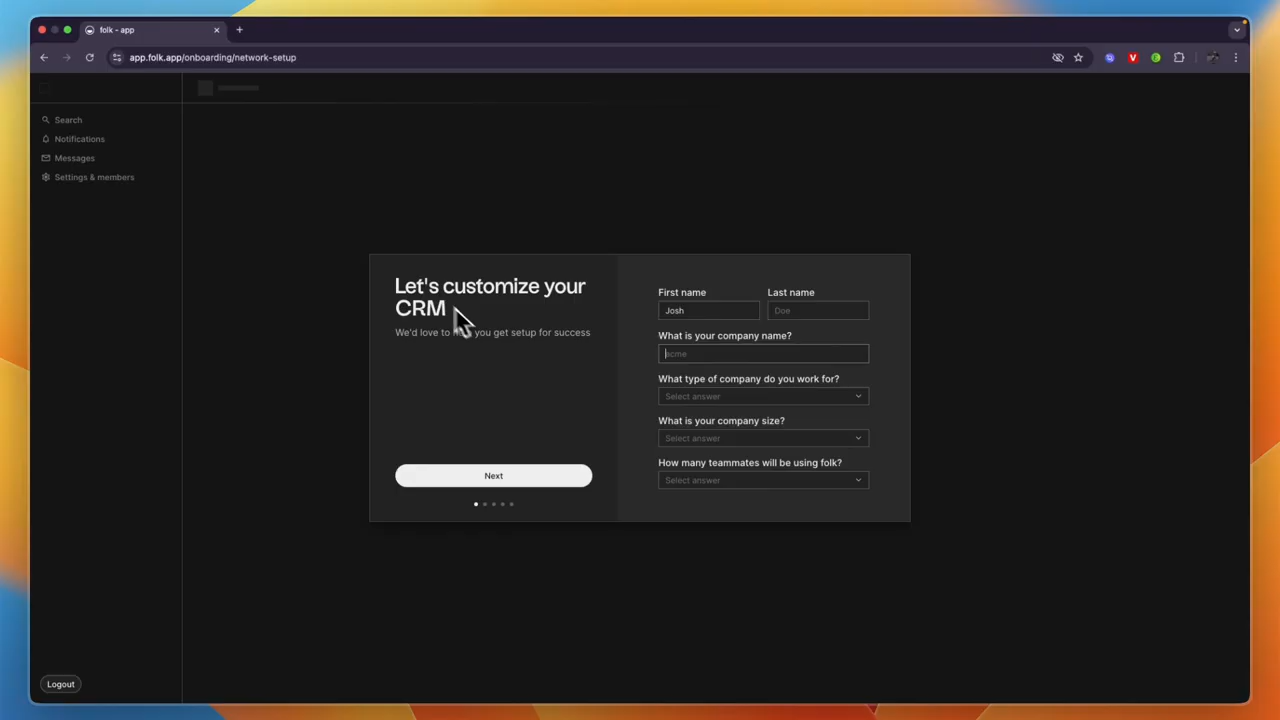 folk - app
app.folk.app/onboarding/network-setup
Search
Notifications
Messages
Settings & members
Let's customize your
CRM
We'd love to you get setup for success
Next
First name
Last name
Josh
Doe
What is your company name?
acme
What type of company do you work for?
Select answer
What is your company size?
Select answer
How many teammates will be using folk?
Select answer
Logout